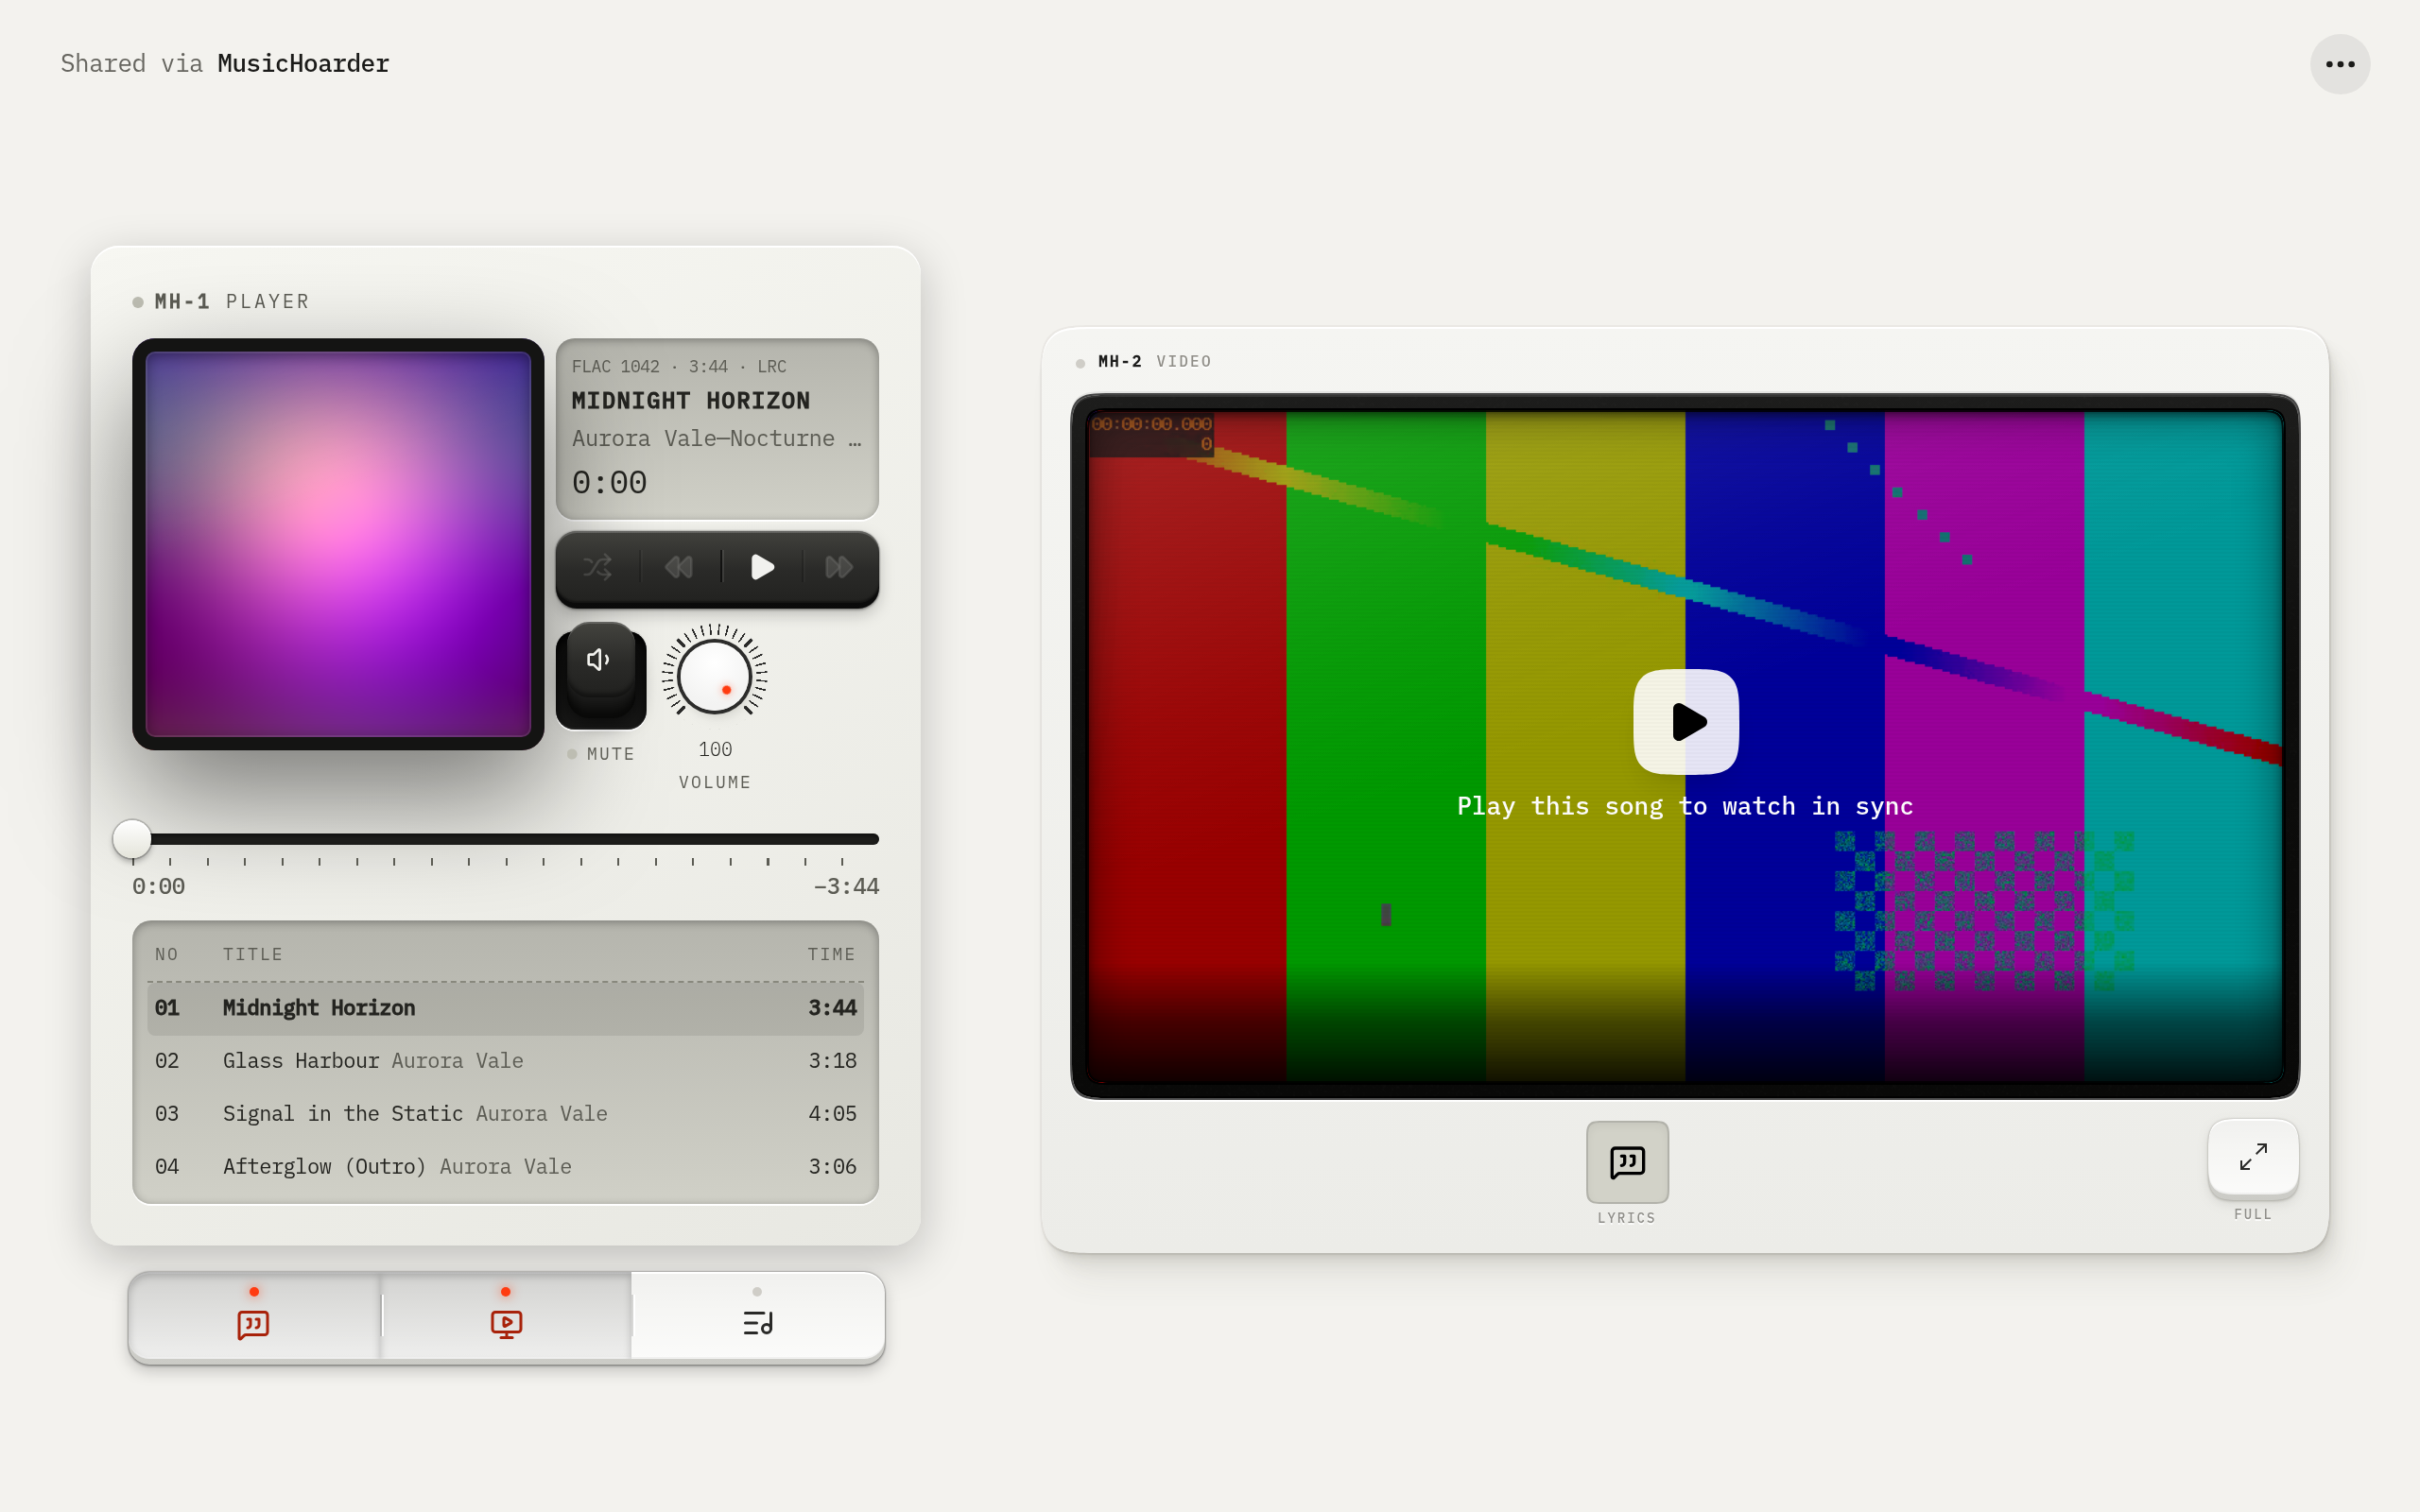 Shared via MusicHoarder
MH-1 PLAYER
FLAC 1042 · 3:44 · LRC
MIDNIGHT HORIZON
Aurora Vale—Nocturne …
0:00
MUTE
100
VOLUME
0:00
−3:44
NO TITLE TIME
01 Midnight Horizon 3:44
02 Glass Harbour Aurora Vale 3:18
03 Signal in the Static Aurora Vale 4:05
04 Afterglow (Outro) Aurora Vale 3:06
MH-2 VIDEO
00:00:00.000
0
Play this song to watch in sync
LYRICS
FULL